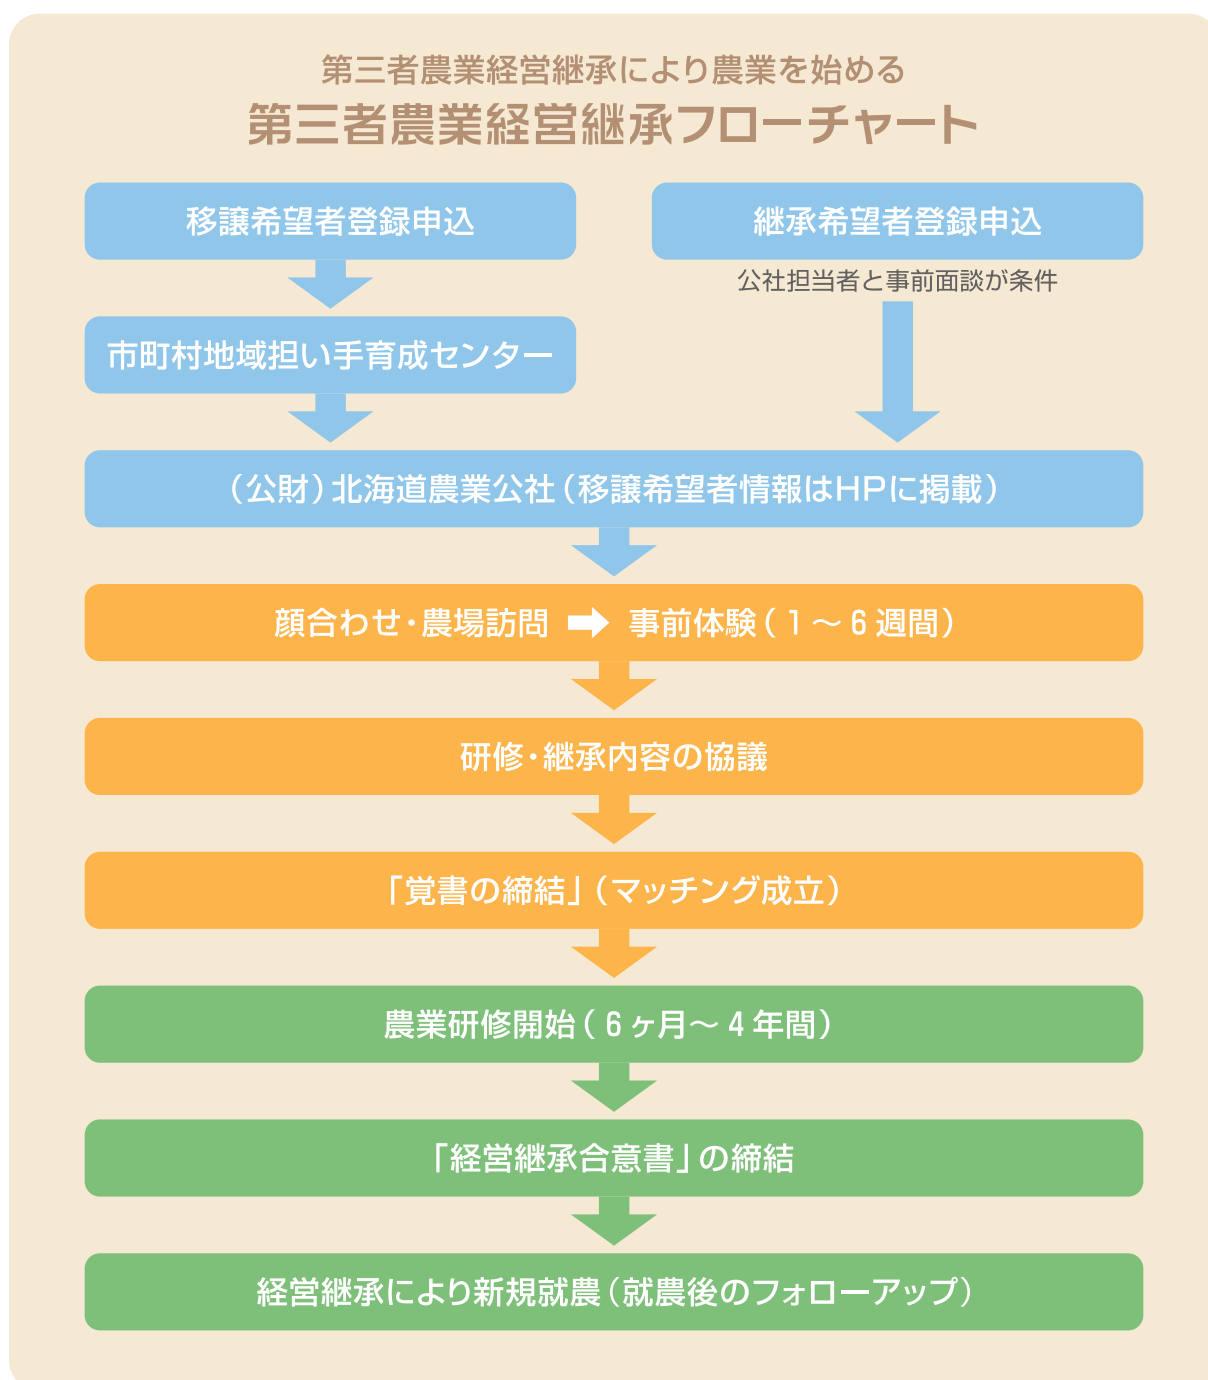 第三者農業経営継承により農業を始める
第三者農業経営継承フローチャート
移譲希望者登録申込
継承希望者登録申込
公社担当者と事前面談が条件
市町村地域担い手育成センター
（公財）北海道農業公社（移譲希望者情報はHPに掲載）
顔合わせ・農場訪問 ➡ 事前体験（1～6週間）
研修・継承内容の協議
「覚書の締結」（マッチング成立）
農業研修開始（6ヶ月～4年間）
「経営継承合意書」の締結
経営継承により新規就農（就農後のフォローアップ）